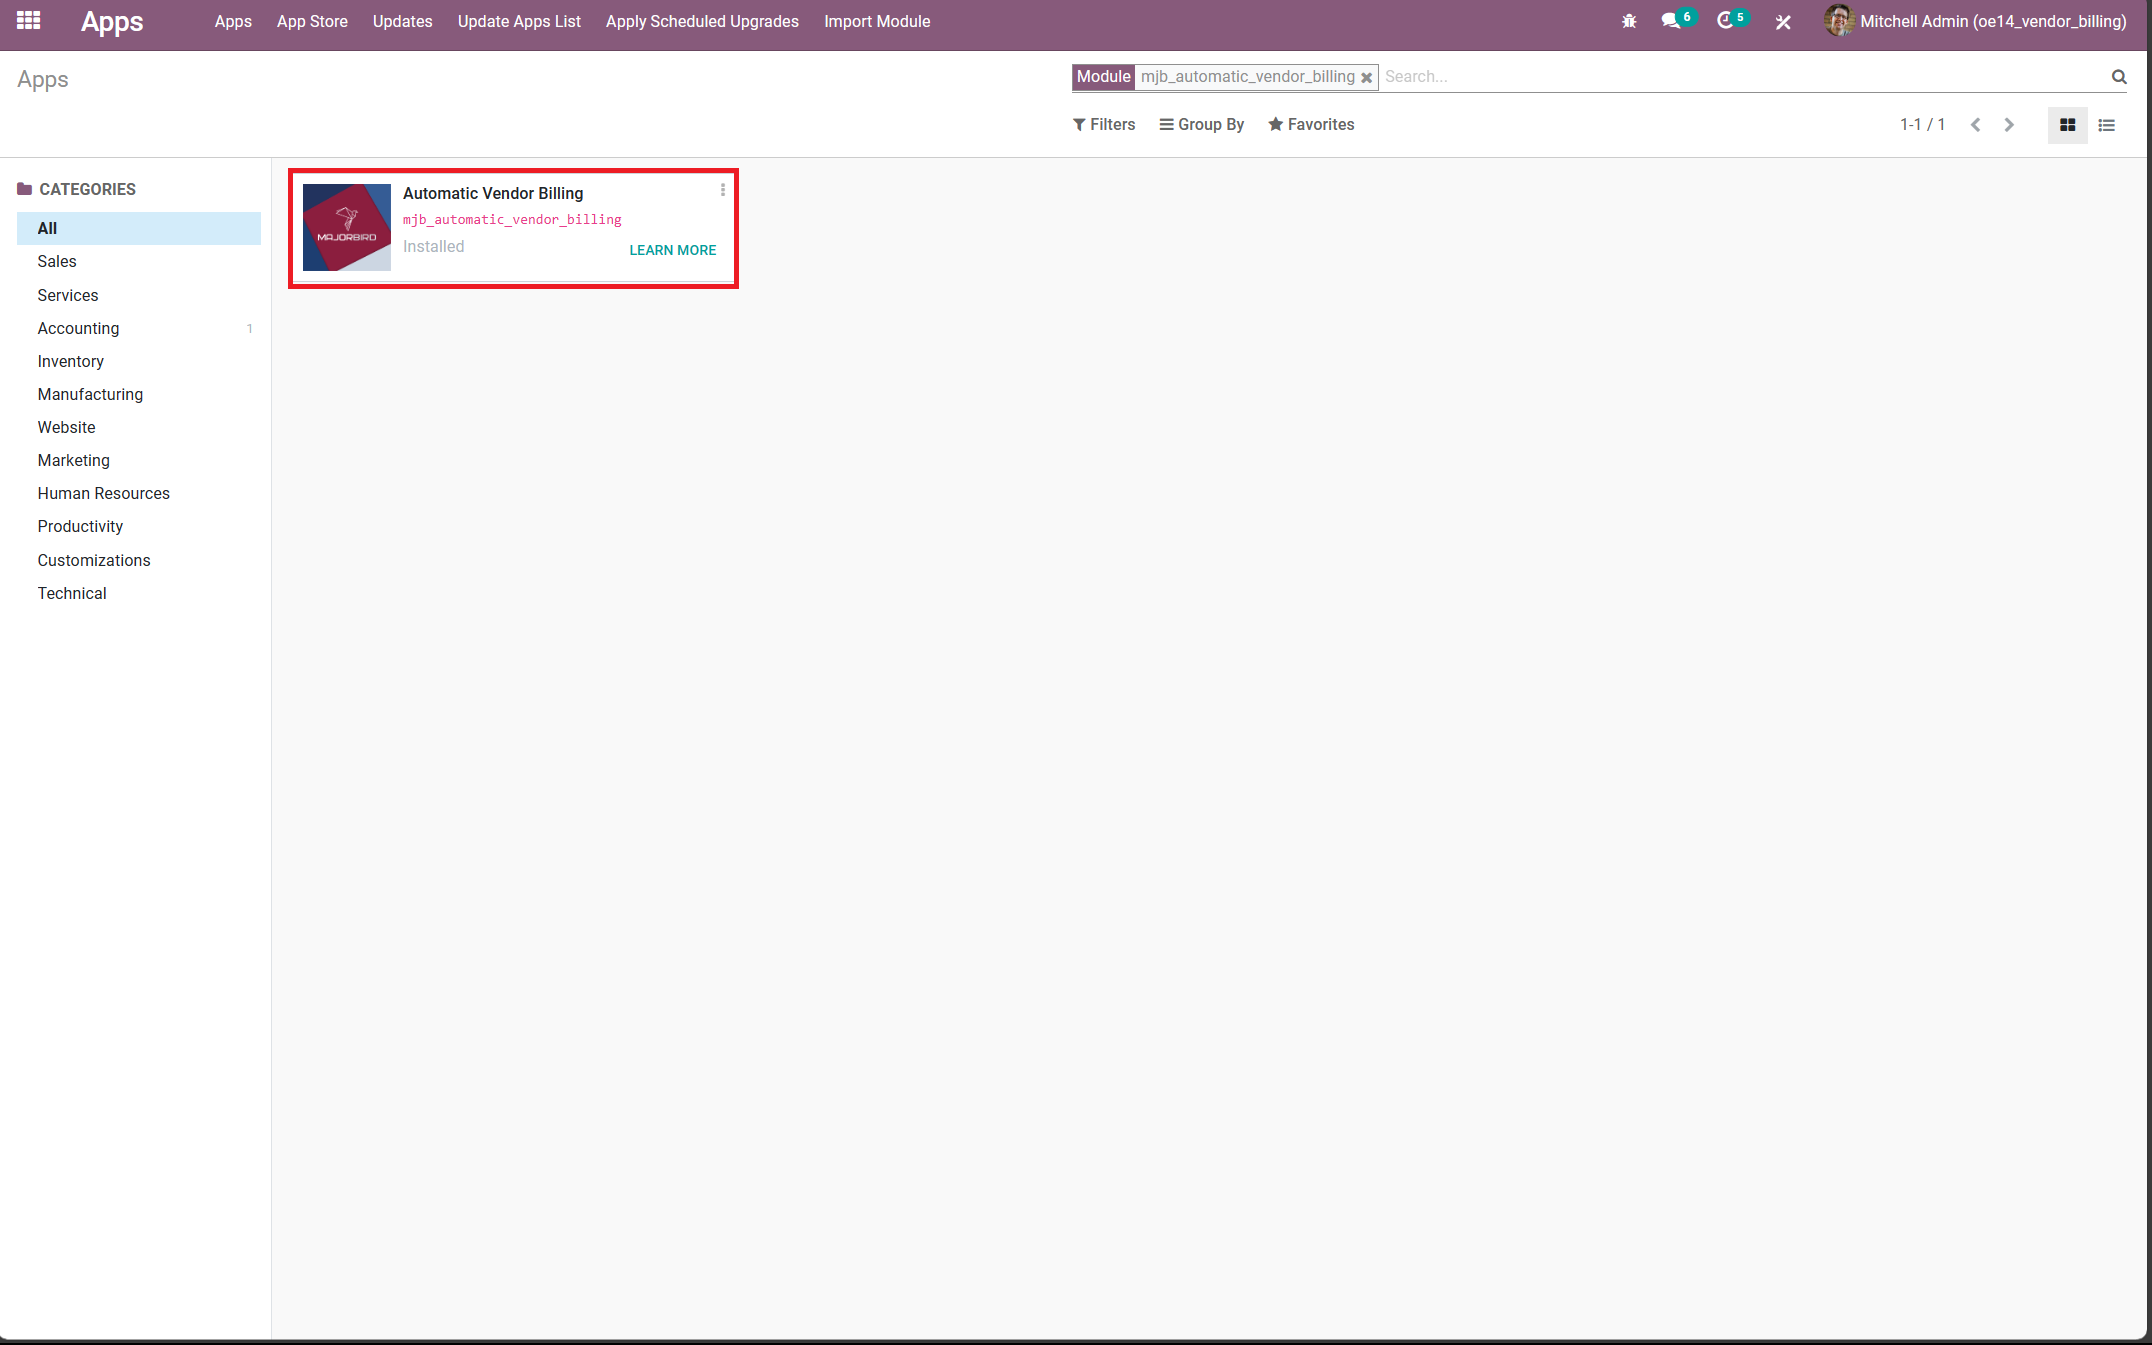 Apps
Apps App Store Updates Update Apps List Apply Scheduled Upgrades Import Module
6 5 Mitchell Admin (oe14_vendor_billing)
Apps
Module mjb_automatic_vendor_billing Search...
Filters Group By Favorites
1-1 / 1
CATEGORIES
All
Sales
Services
Accounting 1
Inventory
Manufacturing
Website
Marketing
Human Resources
Productivity
Customizations
Technical
MAJORBIRD
Automatic Vendor Billing
mjb_automatic_vendor_billing
Installed
LEARN MORE